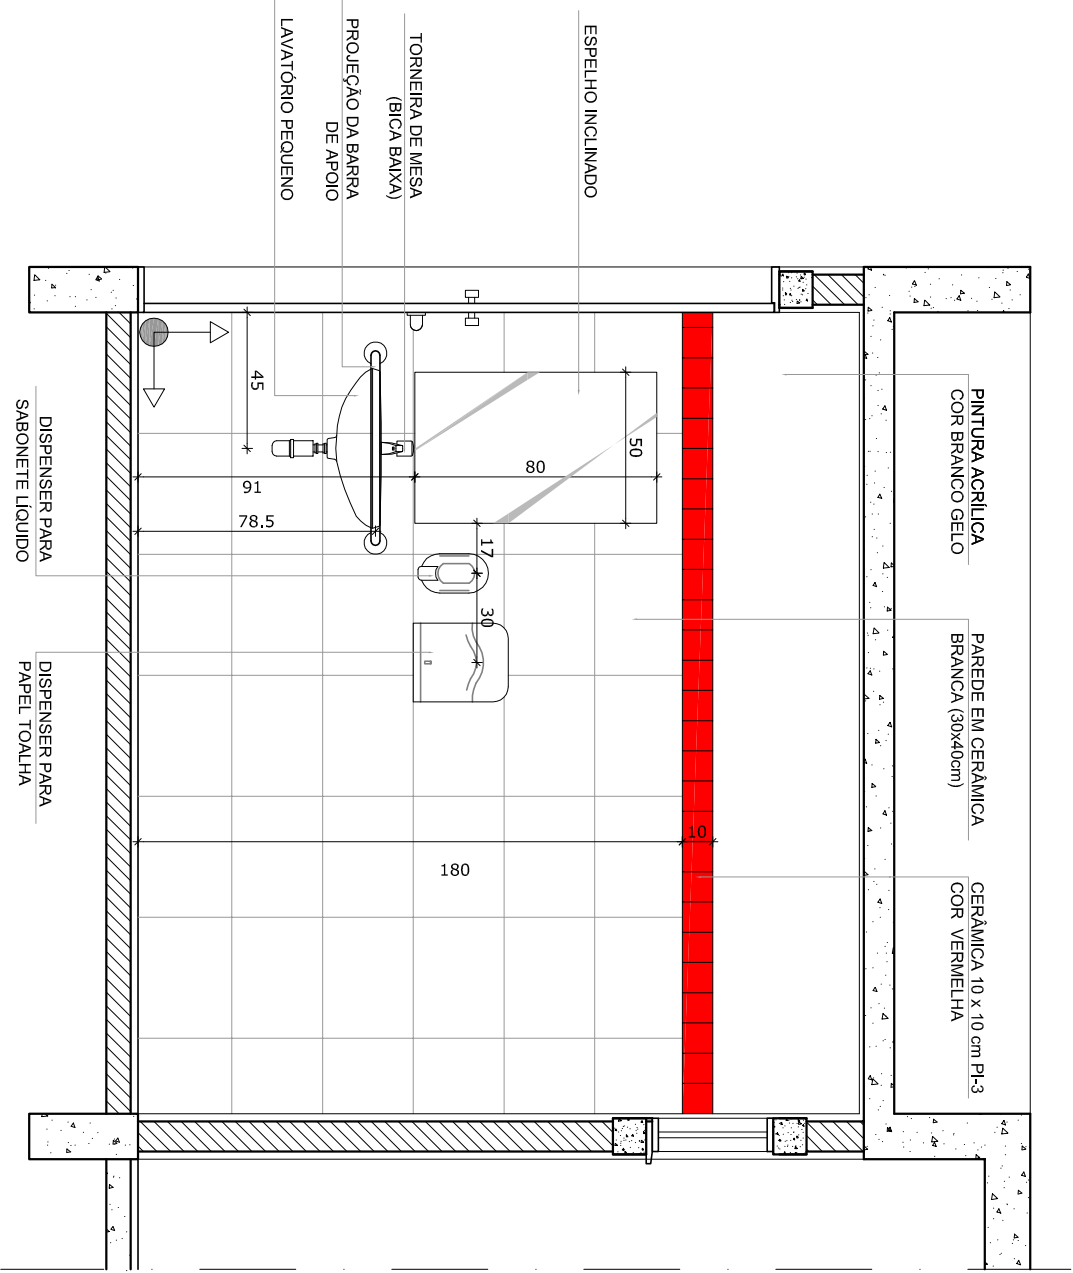 ESPELHO INCLINADO
TORNEIRA DE MESA
(BICA BAIXA)
PROJEÇÃO DA BARRA
DE APOIO
LAVATÓRIO PEQUENO
PINTURA ACRÍLICA
COR BRANCO GELO
PAREDE EM CERÂMICA
BRANCA (30x40cm)
CERÂMICA 10 x 10 cm PI-3
COR VERMELHA
45
50
80
91
78.5
17
30
10
180
DISPENSER PARA
SABONETE LÍQUIDO
DISPENSER PARA
PAPEL TOALHA